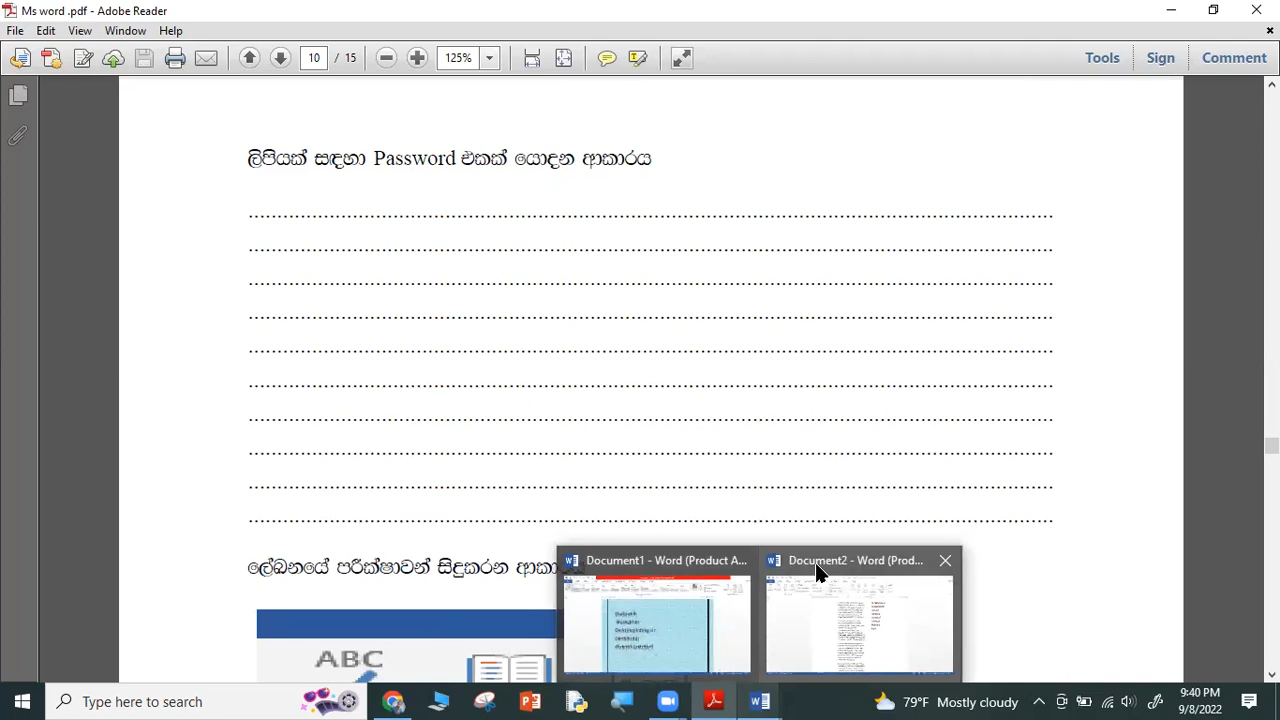 Ms word .pdf - Adobe Reader
File Edit View Window Help
10 / 15 125% Tools Sign Comment
ලිපියක් සඳහා Password එකක් යොදන ආකාරය
....................................................................................................................................................
....................................................................................................................................................
....................................................................................................................................................
....................................................................................................................................................
....................................................................................................................................................
....................................................................................................................................................
....................................................................................................................................................
....................................................................................................................................................
....................................................................................................................................................
....................................................................................................................................................
ලේඛනයේ පරික්ෂාවන් සිදුකරන
Document1 - Word (Product A... Document2 - Word (Prod...
ABC
Type here to search 79°F Mostly cloudy 9:40 PM
9/8/2022